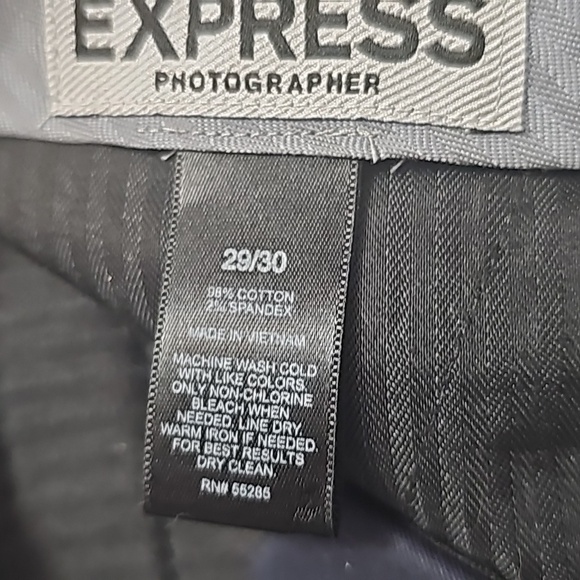 EXPRESS
PHOTOGRAPHER
29/30
98% COTTON
2% SPANDEX
MADE IN VIETNAM
MACHINE WASH COLD
WITH LIKE COLORS.
ONLY NON-CHLORINE
BLEACH WHEN
NEEDED. LINE DRY.
WARM IRON IF NEEDED.
FOR BEST RESULTS
DRY CLEAN.
RN# 55285